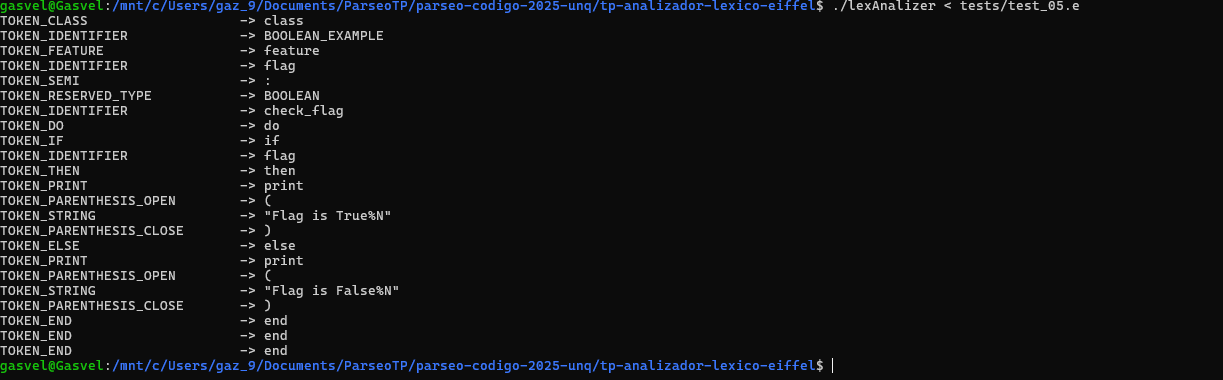 gasvel@Gasvel:/mnt/c/Users/gaz_9/Documents/ParseoTP/parseo-codigo-2025-unq/tp-analizador-lexico-eiffel$ ./lexAnalizer < tests/test_05.e
TOKEN_CLASS                    -> class
TOKEN_IDENTIFIER               -> BOOLEAN_EXAMPLE
TOKEN_FEATURE                  -> feature
TOKEN_IDENTIFIER               -> flag
TOKEN_SEMI                     -> :
TOKEN_RESERVED_TYPE            -> BOOLEAN
TOKEN_IDENTIFIER               -> check_flag
TOKEN_DO                       -> do
TOKEN_IF                       -> if
TOKEN_IDENTIFIER               -> flag
TOKEN_THEN                     -> then
TOKEN_PRINT                    -> print
TOKEN_PARENTHESIS_OPEN         -> (
TOKEN_STRING                   -> "Flag is True%N"
TOKEN_PARENTHESIS_CLOSE        -> )
TOKEN_ELSE                     -> else
TOKEN_PRINT                    -> print
TOKEN_PARENTHESIS_OPEN         -> (
TOKEN_STRING                   -> "Flag is False%N"
TOKEN_PARENTHESIS_CLOSE        -> )
TOKEN_END                      -> end
TOKEN_END                      -> end
TOKEN_END                      -> end
gasvel@Gasvel:/mnt/c/Users/gaz_9/Documents/ParseoTP/parseo-codigo-2025-unq/tp-analizador-lexico-eiffel$